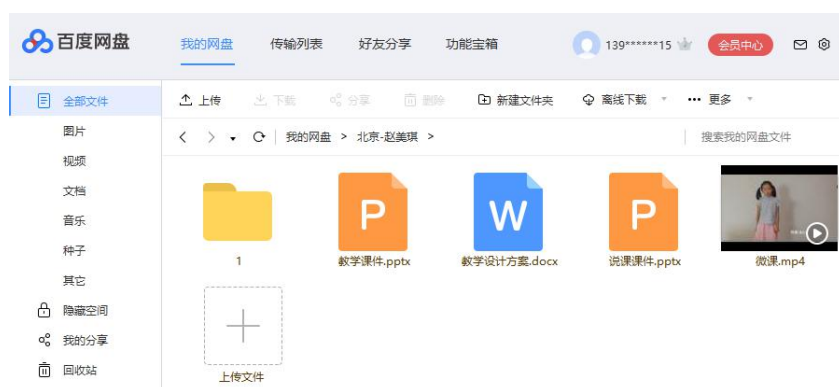 百度网盘 我的网盘 传输列表 好友分享 功能宝箱 139******15 会员中心
全部文件
图片
视频
文档
音乐
种子
其它
隐藏空间
我的分享
回收站
上传 下载 分享 删除 新建文件夹 离线下载 更多
我的网盘 > 北京-赵美琪 > 搜索我的网盘文件
P W P
1 教学课件.pptx 教学设计方案.docx 说课课件.pptx 微课.mp4
上传文件